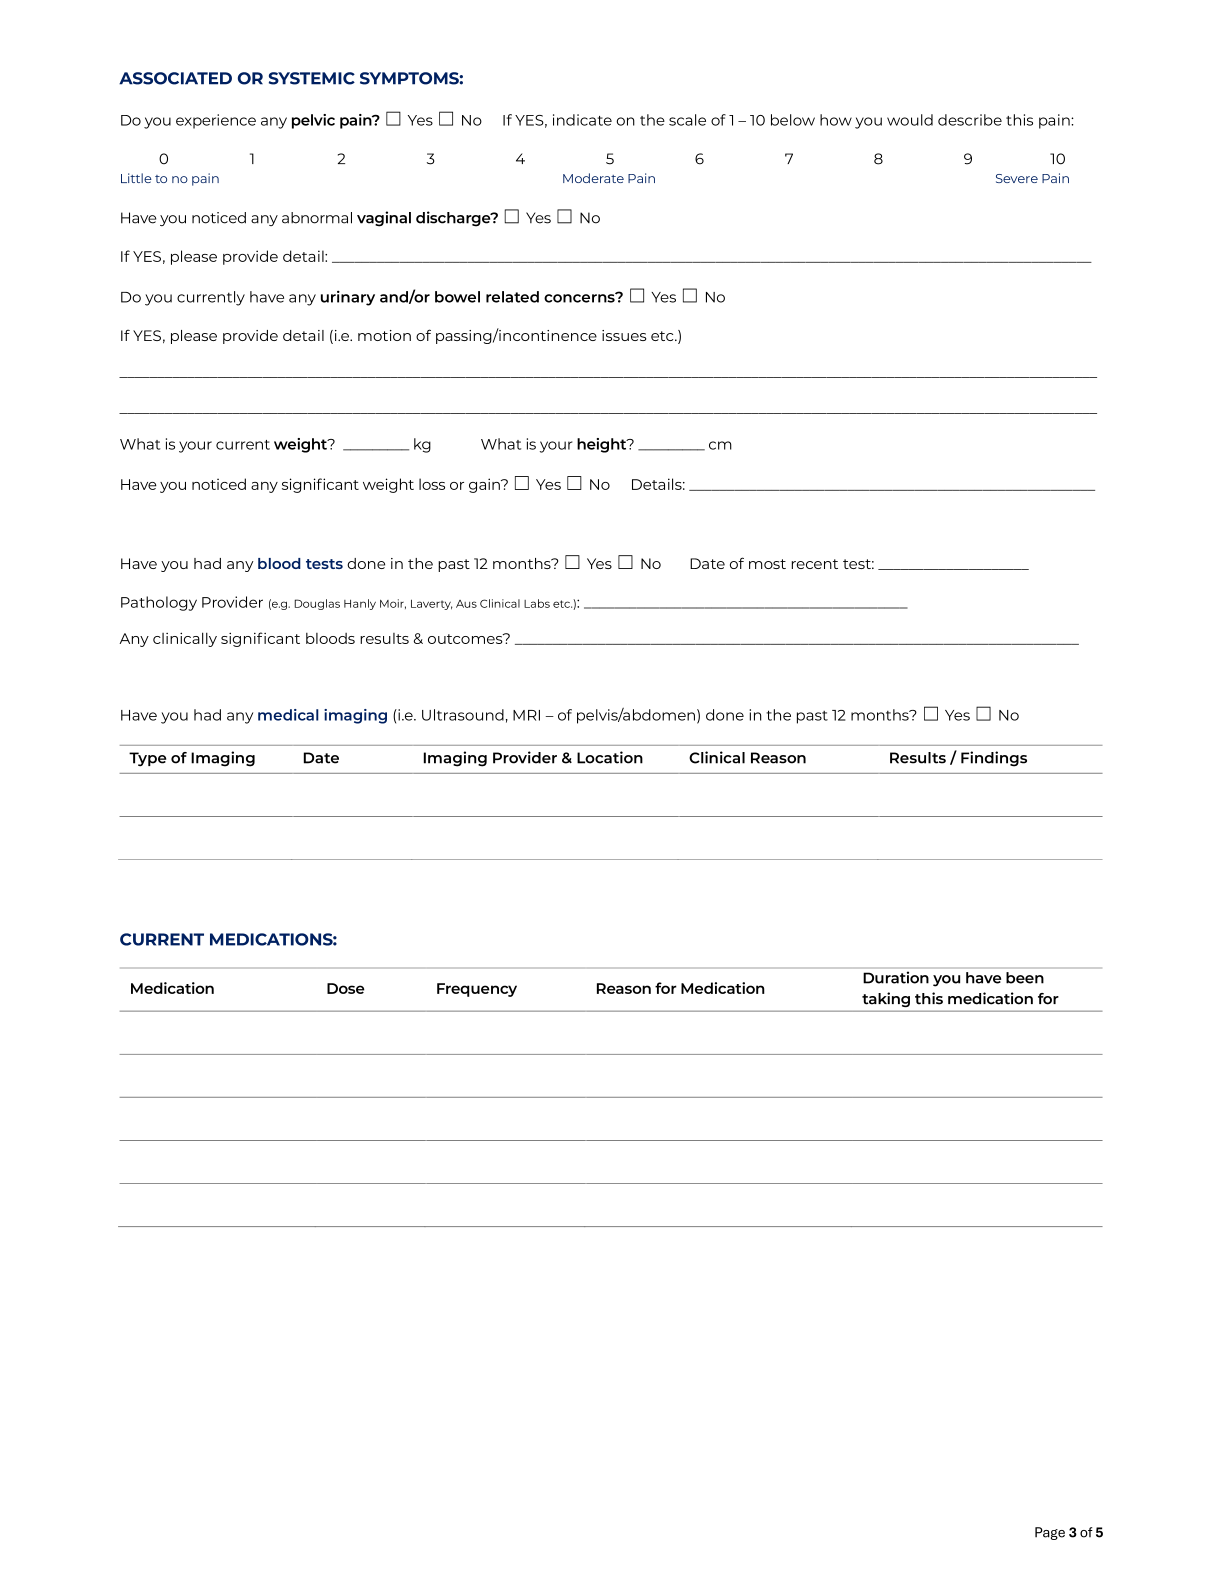 ASSOCIATED OR SYSTEMIC SYMPTOMS:
Do you experience any pelvic pain? ☐ Yes ☐ No If YES, indicate on the scale of 1 – 10 below how you would describe this pain:
0 1 2 3 4 5 6 7 8 9 10
Little to no pain Moderate Pain Severe Pain
Have you noticed any abnormal vaginal discharge? ☐ Yes ☐ No
If YES, please provide detail: ____________________
Do you currently have any urinary and/or bowel related concerns? ☐ Yes ☐ No
If YES, please provide detail (i.e. motion of passing/incontinence issues etc.)
What is your current weight? ________ kg What is your height? ________ cm
Have you noticed any significant weight loss or gain? ☐ Yes ☐ No Details: ____________________
Have you had any blood tests done in the past 12 months? ☐ Yes ☐ No Date of most recent test: ____________________
Pathology Provider (e.g. Douglas Hanly Moir, Laverty, Aus Clinical Labs etc.): ____________________
Any clinically significant bloods results & outcomes? ____________________
Have you had any medical imaging (i.e. Ultrasound, MRI – of pelvis/abdomen) done in the past 12 months? ☐ Yes ☐ No
Type of Imaging Date Imaging Provider & Location Clinical Reason Results / Findings
CURRENT MEDICATIONS:
Medication Dose Frequency Reason for Medication Duration you have been
taking this medication for
Page 3 of 5